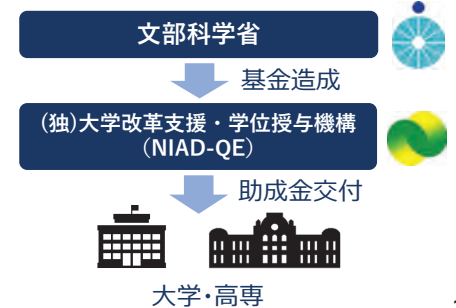 文部科学省
基金造成
(独)大学改革支援・学位授与機構
(NIAD-QE)
助成金交付
大学・高専